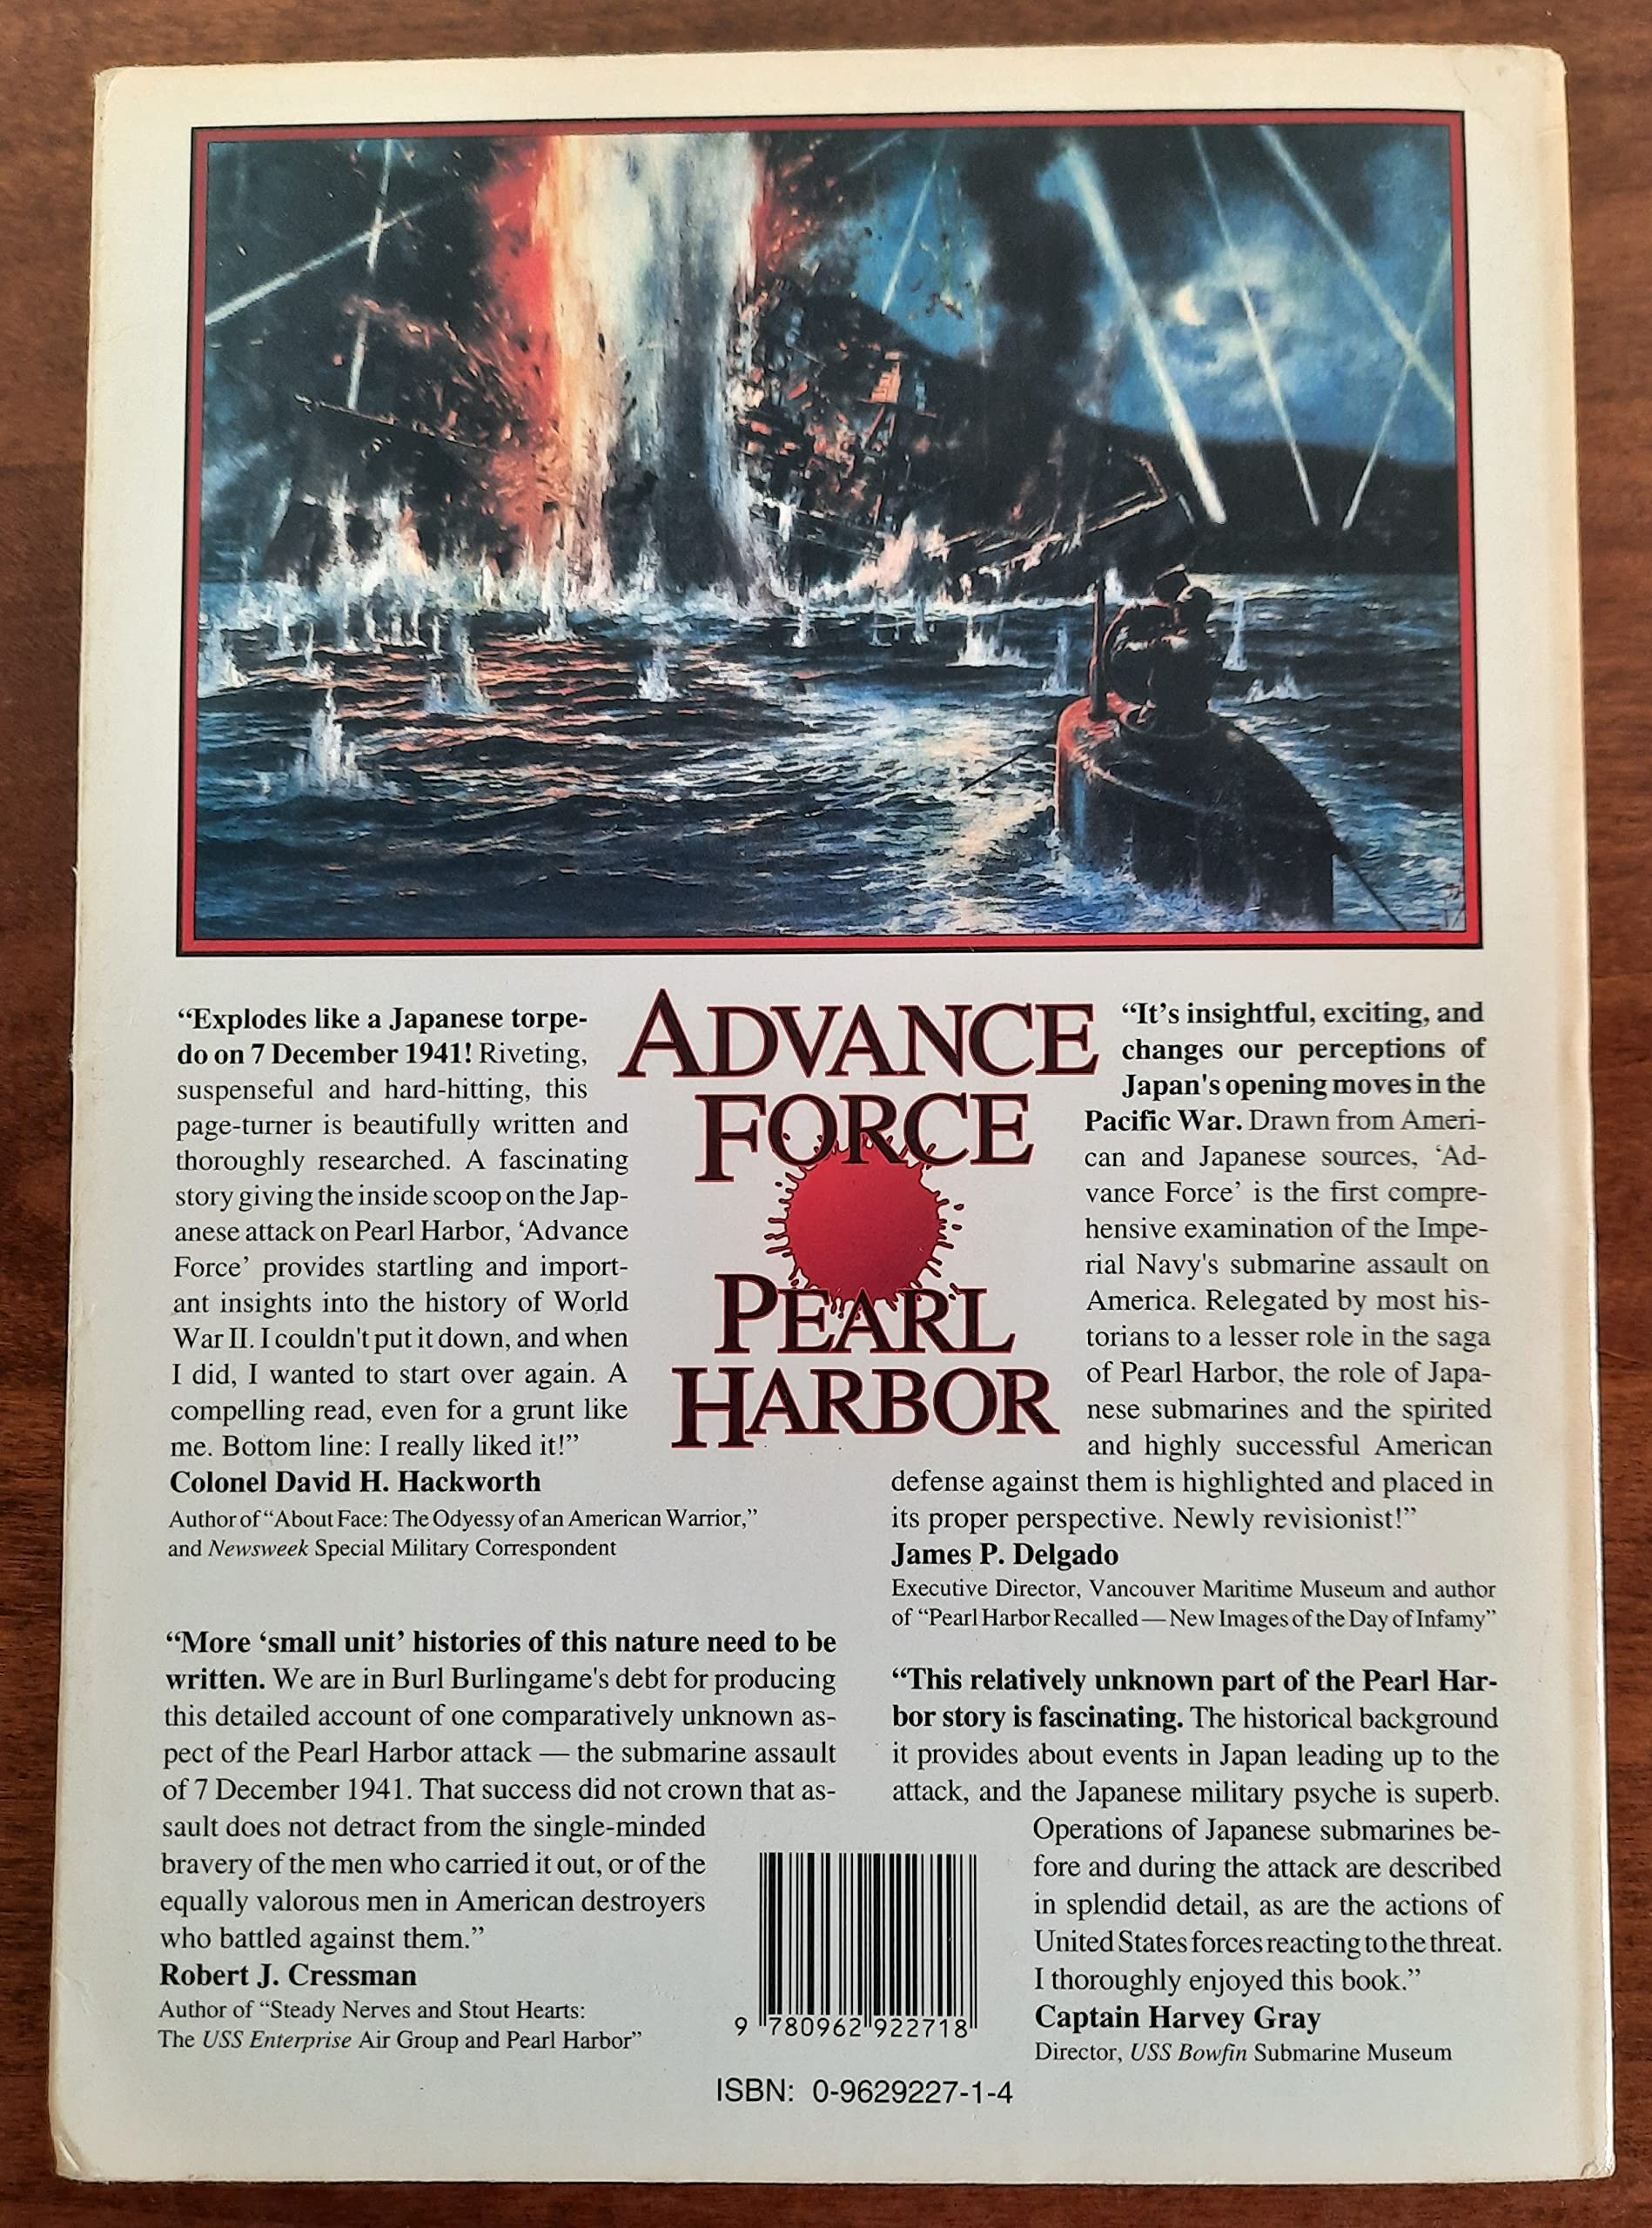 “Explodes like a Japanese torpe-
do on 7 December 1941! Riveting,
suspenseful and hard-hitting, this
page-turner is beautifully written and
thoroughly researched. A fascinating
story giving the inside scoop on the Jap-
anese attack on Pearl Harbor, ‘Advance
Force’ provides startling and import-
ant insights into the history of World
War II. I couldn't put it down, and when
I did, I wanted to start over again. A
compelling read, even for a grunt like
me. Bottom line: I really liked it!”
Colonel David H. Hackworth
Author of “About Face: The Odyessy of an American Warrior,”
and Newsweek Special Military Correspondent
ADVANCE
FORCE
PEARL
HARBOR
“It’s insightful, exciting, and
changes our perceptions of
Japan's opening moves in the
Pacific War. Drawn from Ameri-
can and Japanese sources, ‘Ad-
vance Force’ is the first compre-
hensive examination of the Impe-
rial Navy's submarine assault on
America. Relegated by most his-
torians to a lesser role in the saga
of Pearl Harbor, the role of Japa-
nese submarines and the spirited
and highly successful American
defense against them is highlighted and placed in
its proper perspective. Newly revisionist!”
James P. Delgado
Executive Director, Vancouver Maritime Museum and author
of “Pearl Harbor Recalled — New Images of the Day of Infamy”
“More ‘small unit’ histories of this nature need to be
written. We are in Burl Burlingame's debt for producing
this detailed account of one comparatively unknown as-
pect of the Pearl Harbor attack — the submarine assault
of 7 December 1941. That success did not crown that as-
sault does not detract from the single-minded
bravery of the men who carried it out, or of the
equally valorous men in American destroyers
who battled against them.”
Robert J. Cressman
Author of “Steady Nerves and Stout Hearts:
The USS Enterprise Air Group and Pearl Harbor”
“This relatively unknown part of the Pearl Har-
bor story is fascinating. The historical background
it provides about events in Japan leading up to the
attack, and the Japanese military psyche is superb.
Operations of Japanese submarines be-
fore and during the attack are described
in splendid detail, as are the actions of
United States forces reacting to the threat.
I thoroughly enjoyed this book.”
Captain Harvey Gray
Director, USS Bowfin Submarine Museum
9 780962 922718
ISBN: 0-9629227-1-4